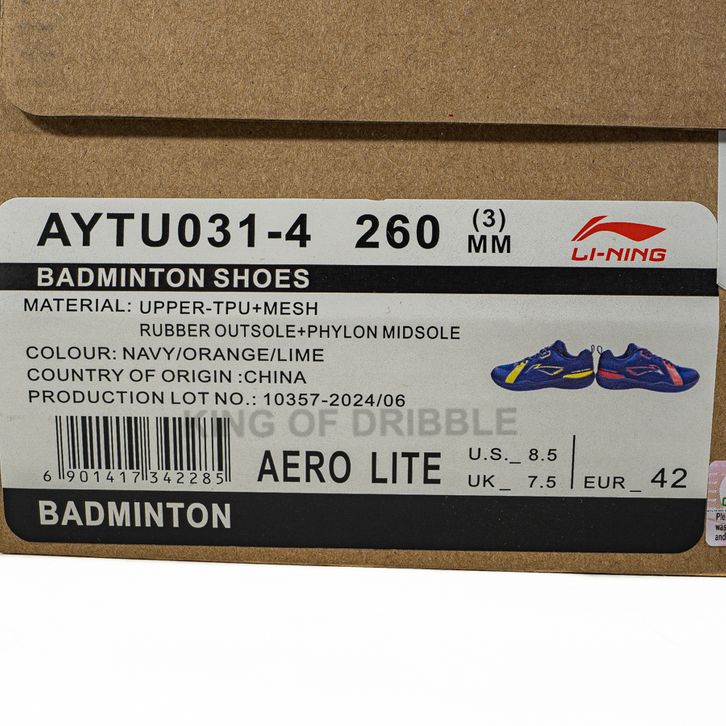 AYTU031-4 260 (3) MM
LI-NING
BADMINTON SHOES
MATERIAL: UPPER-TPU+MESH
RUBBER OUTSOLE+PHYLON MIDSOLE
COLOUR: NAVY/ORANGE/LIME
COUNTRY OF ORIGIN :CHINA
PRODUCTION LOT NO.: 10357-2024/06
KING OF DRIBBLE
6 901417 342285
AERO LITE
U.S._ 8.5
UK_ 7.5
EUR_ 42
BADMINTON